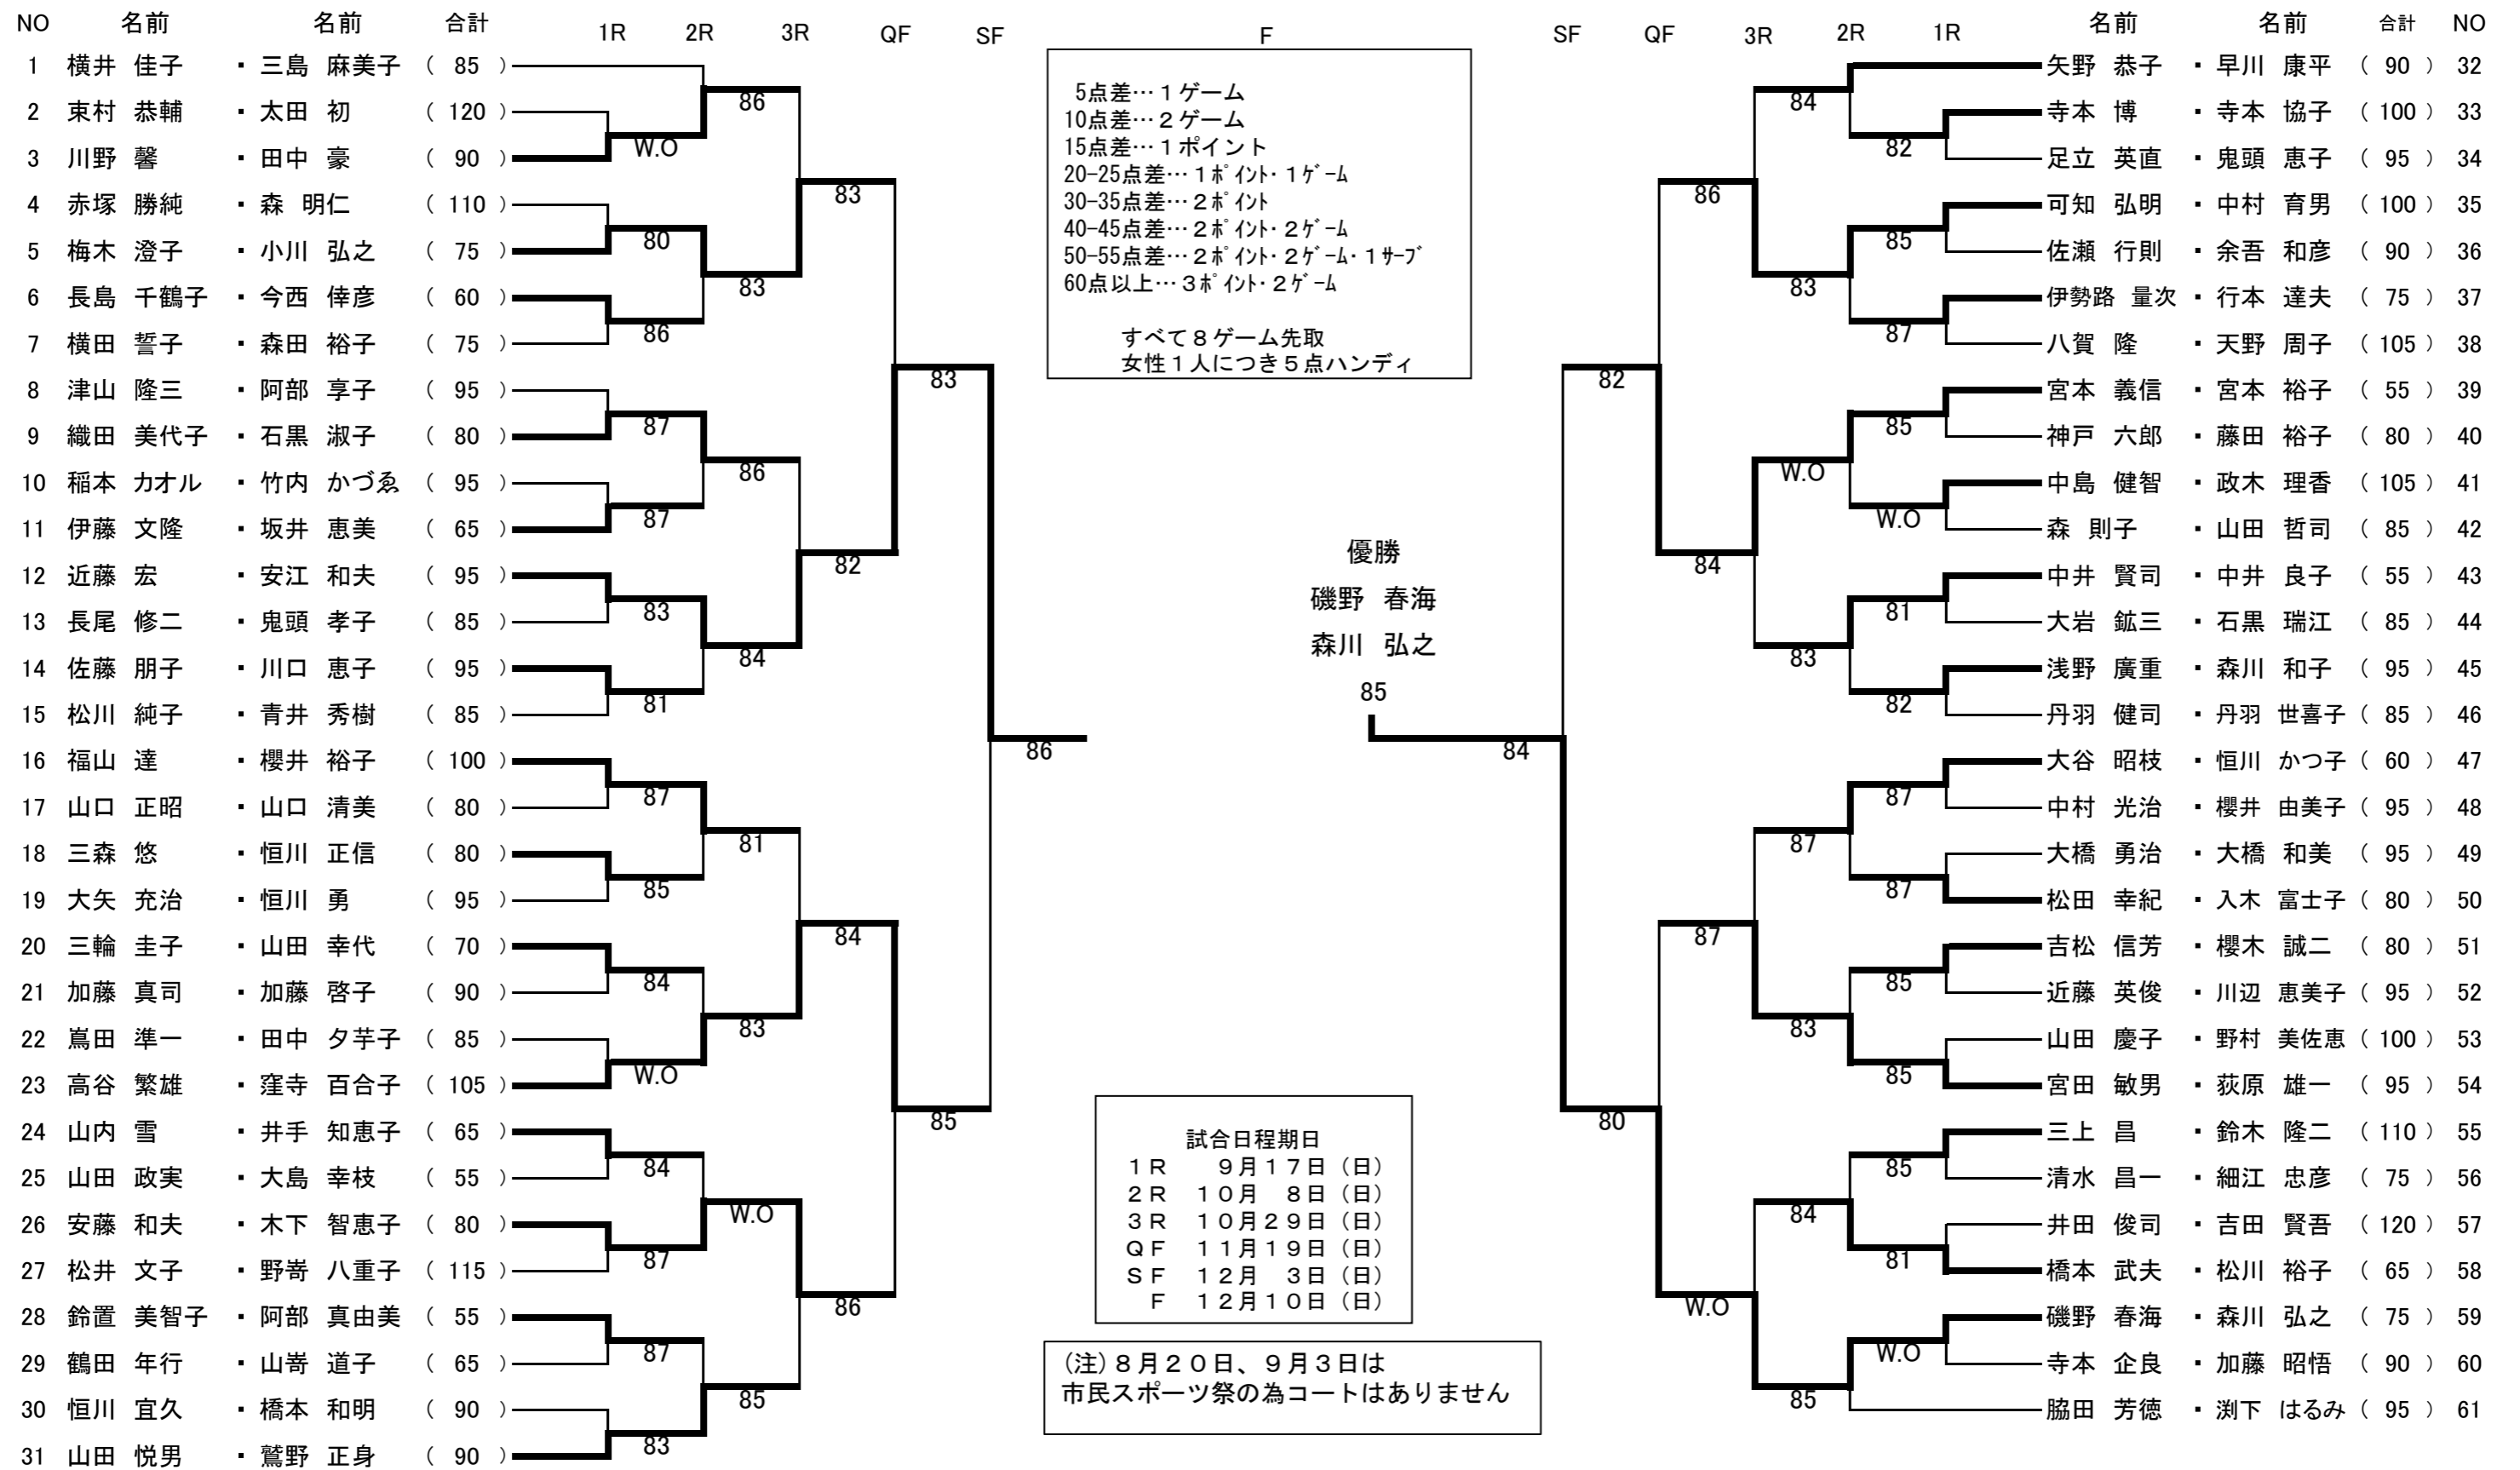 NO 名前 名前 合計 1R 2R 3R QF SF F SF QF 3R 2R 1R 名前 名前 合計 NO
1 横井 佳子 ・ 三島 麻美子 ( 85 )
2 東村 恭輔 ・ 太田 初 ( 120 )
3 川野 馨 ・ 田中 豪 ( 90 )
4 赤塚 勝純 ・ 森 明仁 ( 110 )
5 梅木 澄子 ・ 小川 弘之 ( 75 )
6 長島 千鶴子 ・ 今西 倖彦 ( 60 )
7 横田 誓子 ・ 森田 裕子 ( 75 )
8 津山 隆三 ・ 阿部 享子 ( 95 )
9 織田 美代子 ・ 石黒 淑子 ( 80 )
10 稲本 カオル ・ 竹内 かづゑ ( 95 )
11 伊藤 文隆 ・ 坂井 恵美 ( 65 )
12 近藤 宏 ・ 安江 和夫 ( 95 )
13 長尾 修二 ・ 鬼頭 孝子 ( 85 )
14 佐藤 朋子 ・ 川口 恵子 ( 95 )
15 松川 純子 ・ 青井 秀樹 ( 85 )
16 福山 達 ・ 櫻井 裕子 ( 100 )
17 山口 正昭 ・ 山口 清美 ( 80 )
18 三森 悠 ・ 恒川 正信 ( 80 )
19 大矢 充治 ・ 恒川 勇 ( 95 )
20 三輪 圭子 ・ 山田 幸代 ( 70 )
21 加藤 真司 ・ 加藤 啓子 ( 90 )
22 嶌田 準一 ・ 田中 夕芋子 ( 85 )
23 高谷 繁雄 ・ 窪寺 百合子 ( 105 )
24 山内 雪 ・ 井手 知恵子 ( 65 )
25 山田 政実 ・ 大島 幸枝 ( 55 )
26 安藤 和夫 ・ 木下 智恵子 ( 80 )
27 松井 文子 ・ 野嵜 八重子 ( 115 )
28 鈴置 美智子 ・ 阿部 真由美 ( 55 )
29 鶴田 年行 ・ 山嵜 道子 ( 65 )
30 恒川 宜久 ・ 橋本 和明 ( 90 )
31 山田 悦男 ・ 鷲野 正身 ( 90 )
W.O
80
86
87
87
83
81
87
85
84
W.O
84
87
87
83
86
83
86
84
81
83
W.O
85
83
82
84
86
83
85
86
5点差…１ゲーム
10点差…２ゲーム
15点差…１ポイント
20-25点差…１ﾎﾟｲﾝﾄ･１ｹﾞｰﾑ
30-35点差…２ﾎﾟｲﾝﾄ
40-45点差…２ﾎﾟｲﾝﾄ･２ｹﾞｰﾑ
50-55点差…２ﾎﾟｲﾝﾄ･２ｹﾞｰﾑ･１ｻｰﾌﾞ
60点以上…３ﾎﾟｲﾝﾄ･２ｹﾞｰﾑ
すべて８ゲーム先取
女性１人につき５点ハンディ
優勝
磯野 春海
森川 弘之
85
試合日程期日
１Ｒ ９月１７日（日）
２Ｒ １０月 ８日（日）
３Ｒ １０月２９日（日）
ＱＦ １１月１９日（日）
ＳＦ １２月 ３日（日）
Ｆ １２月１０日（日）
(注)８月２０日、９月３日は
市民スポーツ祭の為コートはありません
84
82
80
86
84
87
W.O
84
83
W.O
83
87
83
84
85
82
85
87
85
W.O
81
82
87
87
85
85
85
81
W.O
矢野 恭子 ・ 早川 康平 ( 90 ) 32
寺本 博 ・ 寺本 協子 ( 100 ) 33
足立 英直 ・ 鬼頭 恵子 ( 95 ) 34
可知 弘明 ・ 中村 育男 ( 100 ) 35
佐瀬 行則 ・ 余吾 和彦 ( 90 ) 36
伊勢路 量次 ・ 行本 達夫 ( 75 ) 37
八賀 隆 ・ 天野 周子 ( 105 ) 38
宮本 義信 ・ 宮本 裕子 ( 55 ) 39
神戸 六郎 ・ 藤田 裕子 ( 80 ) 40
中島 健智 ・ 政木 理香 ( 105 ) 41
森 則子 ・ 山田 哲司 ( 85 ) 42
中井 賢司 ・ 中井 良子 ( 55 ) 43
大岩 鉱三 ・ 石黒 瑞江 ( 85 ) 44
浅野 廣重 ・ 森川 和子 ( 95 ) 45
丹羽 健司 ・ 丹羽 世喜子 ( 85 ) 46
大谷 昭枝 ・ 恒川 かつ子 ( 60 ) 47
中村 光治 ・ 櫻井 由美子 ( 95 ) 48
大橋 勇治 ・ 大橋 和美 ( 95 ) 49
松田 幸紀 ・ 入木 富士子 ( 80 ) 50
吉松 信芳 ・ 櫻木 誠二 ( 80 ) 51
近藤 英俊 ・ 川辺 恵美子 ( 95 ) 52
山田 慶子 ・ 野村 美佐恵 ( 100 ) 53
宮田 敏男 ・ 荻原 雄一 ( 95 ) 54
三上 昌 ・ 鈴木 隆二 ( 110 ) 55
清水 昌一 ・ 細江 忠彦 ( 75 ) 56
井田 俊司 ・ 吉田 賢吾 ( 120 ) 57
橋本 武夫 ・ 松川 裕子 ( 65 ) 58
磯野 春海 ・ 森川 弘之 ( 75 ) 59
寺本 企良 ・ 加藤 昭悟 ( 90 ) 60
脇田 芳徳 ・ 渕下 はるみ ( 95 ) 61